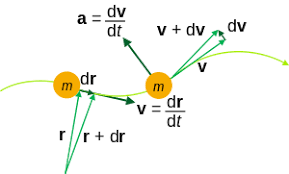 a = dv/dt
v + dv
dv
v
m
dr
m
v = dr/dt
r
r + dr